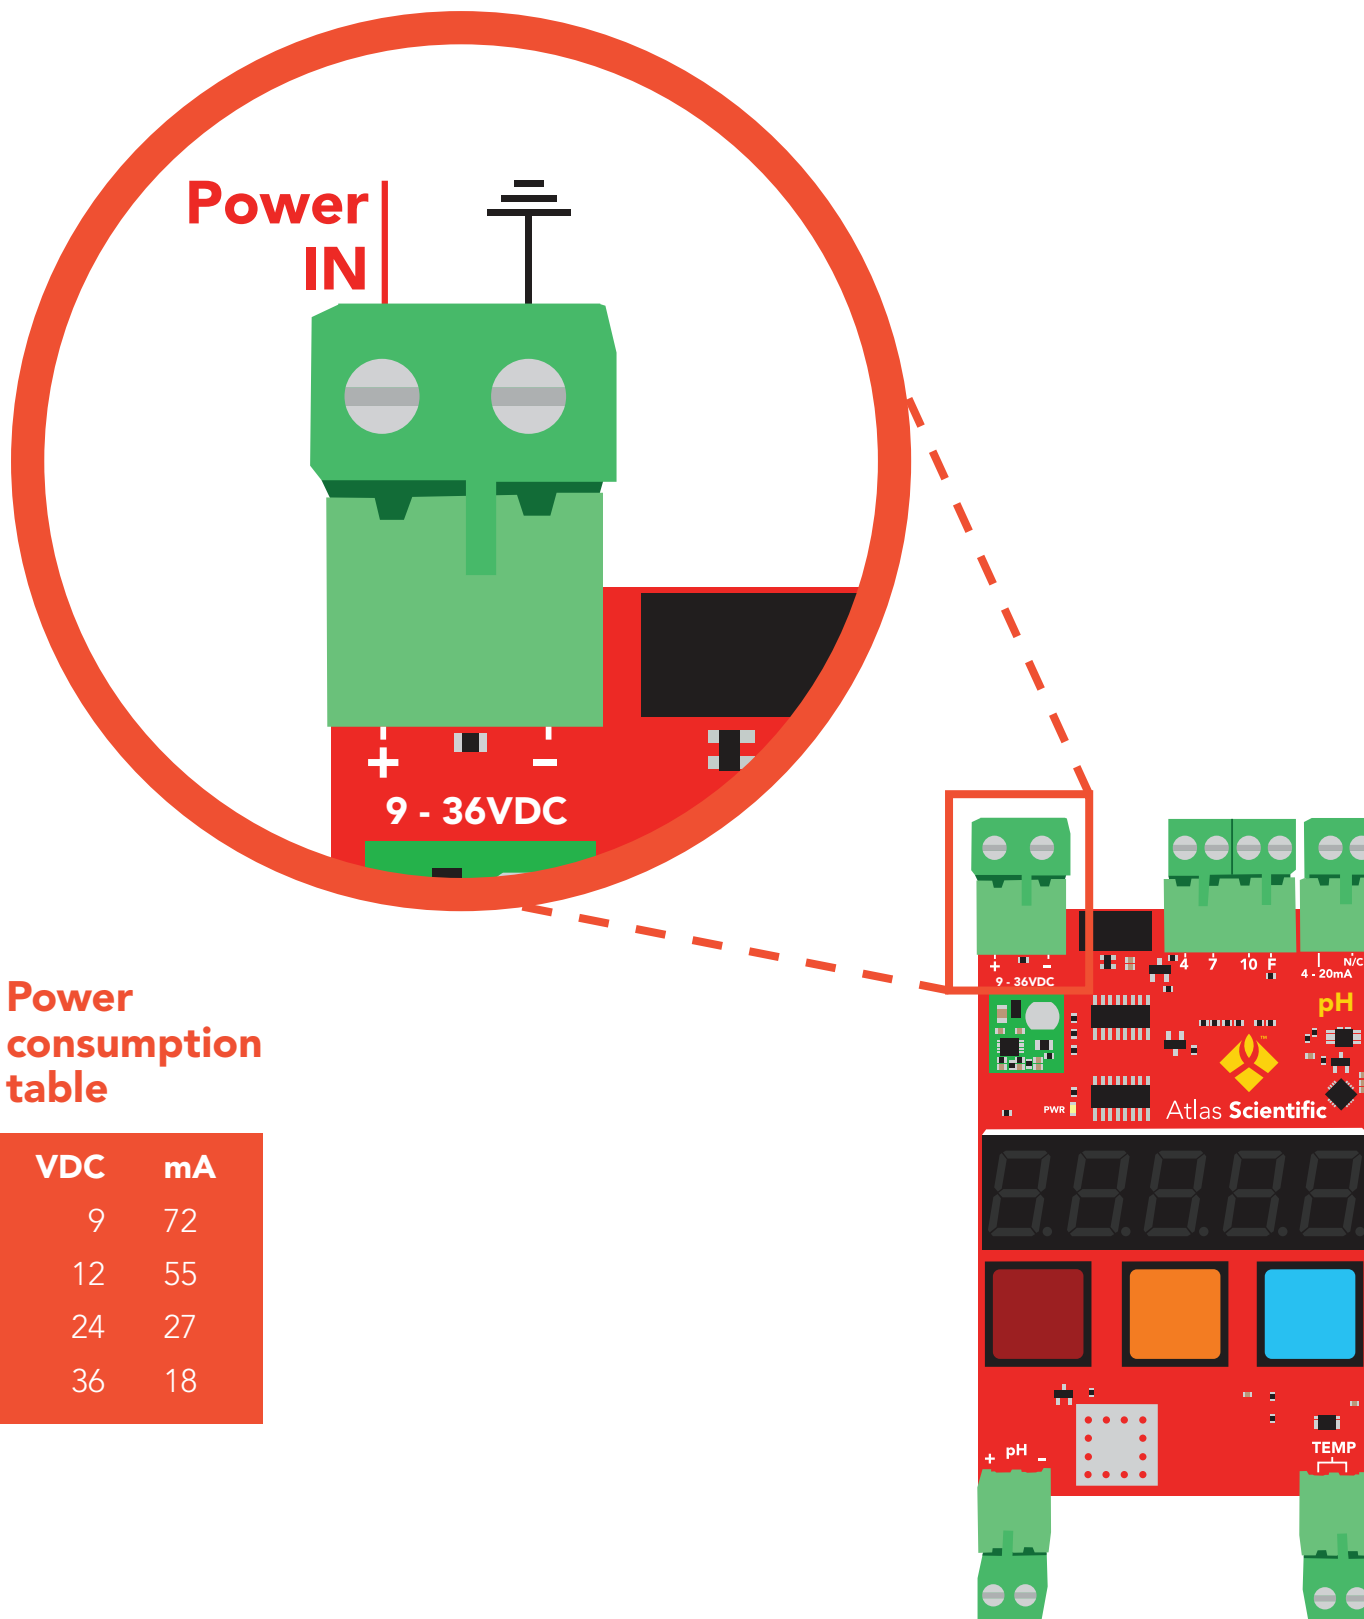 Power
IN
+ -
9 - 36VDC
+ -
9 - 36VDC
4 7 10 F
N/C
4 - 20mA
pH
PWR
™
Atlas Scientific
Power
consumption
table
VDC mA
9 72
12 55
24 27
36 18
+ pH -
TEMP